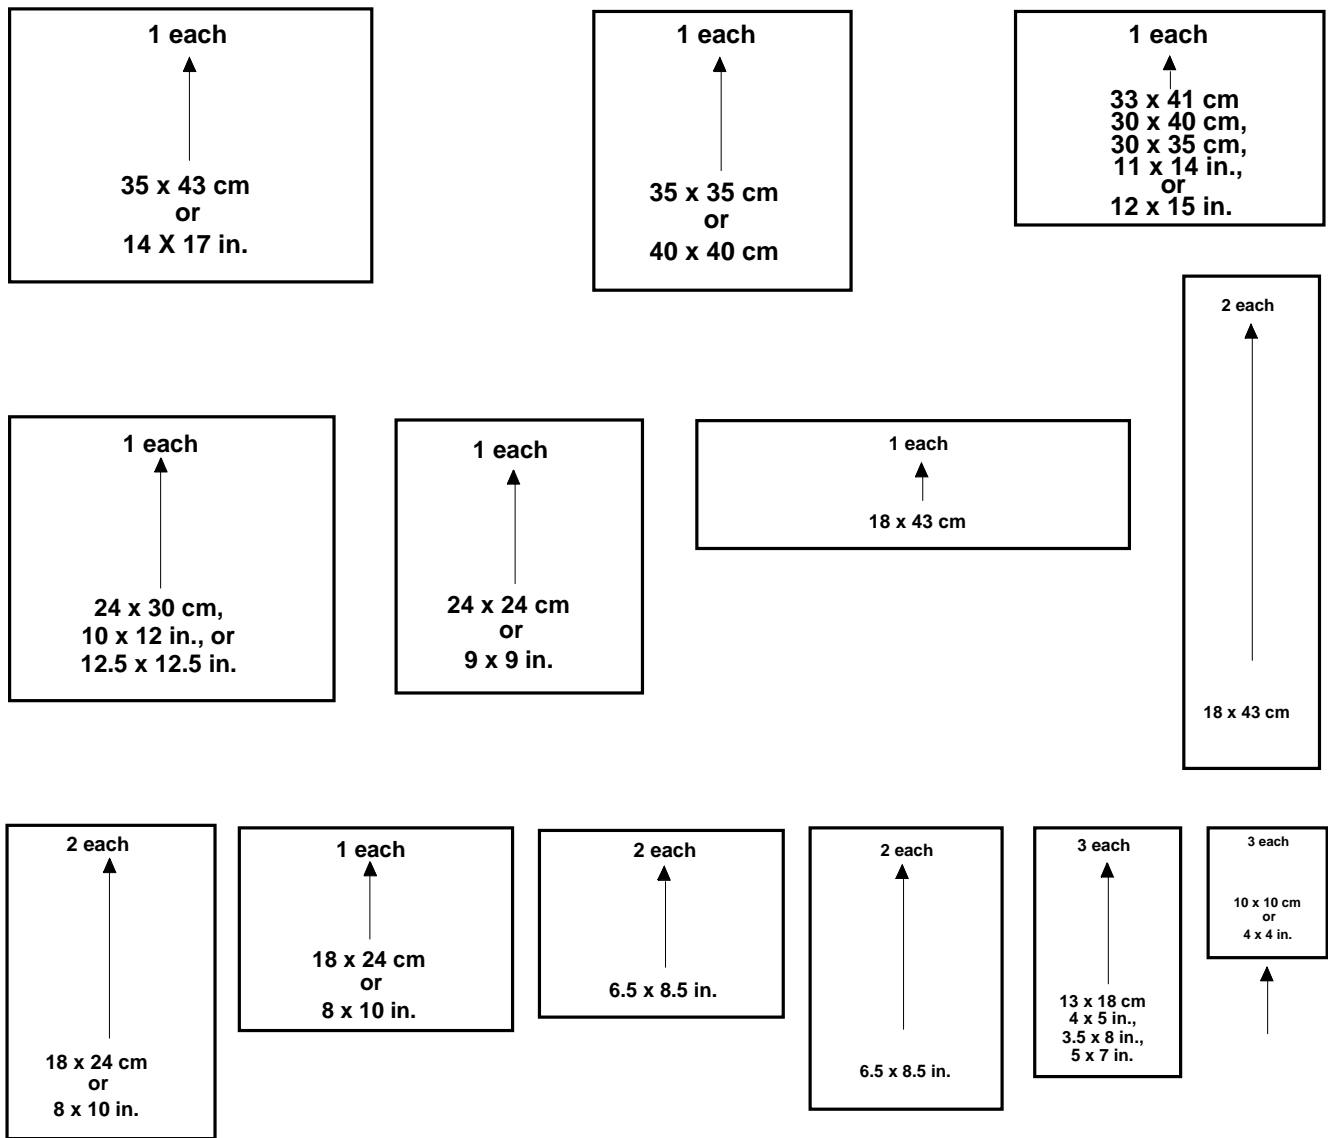 1 each
35 x 43 cm
or
14 X 17 in.
1 each
35 x 35 cm
or
40 x 40 cm
1 each
33 x 41 cm
30 x 40 cm,
30 x 35 cm,
11 x 14 in.,
or
12 x 15 in.
1 each
24 x 30 cm,
10 x 12 in., or
12.5 x 12.5 in.
1 each
24 x 24 cm
or
9 x 9 in.
1 each
18 x 43 cm
2 each
18 x 43 cm
2 each
18 x 24 cm
or
8 x 10 in.
1 each
18 x 24 cm
or
8 x 10 in.
2 each
6.5 x 8.5 in.
2 each
6.5 x 8.5 in.
3 each
13 x 18 cm
4 x 5 in.,
3.5 x 8 in.,
5 x 7 in.
3 each
10 x 10 cm
or
4 x 4 in.